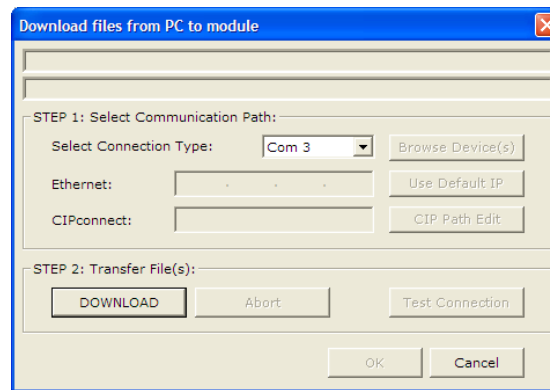 Download files from PC to module
STEP 1: Select Communication Path:
Select Connection Type: Com 3 Browse Device(s)
Ethernet: . . . Use Default IP
CIPconnect: CIP Path Edit
STEP 2: Transfer File(s):
DOWNLOAD Abort Test Connection
OK Cancel